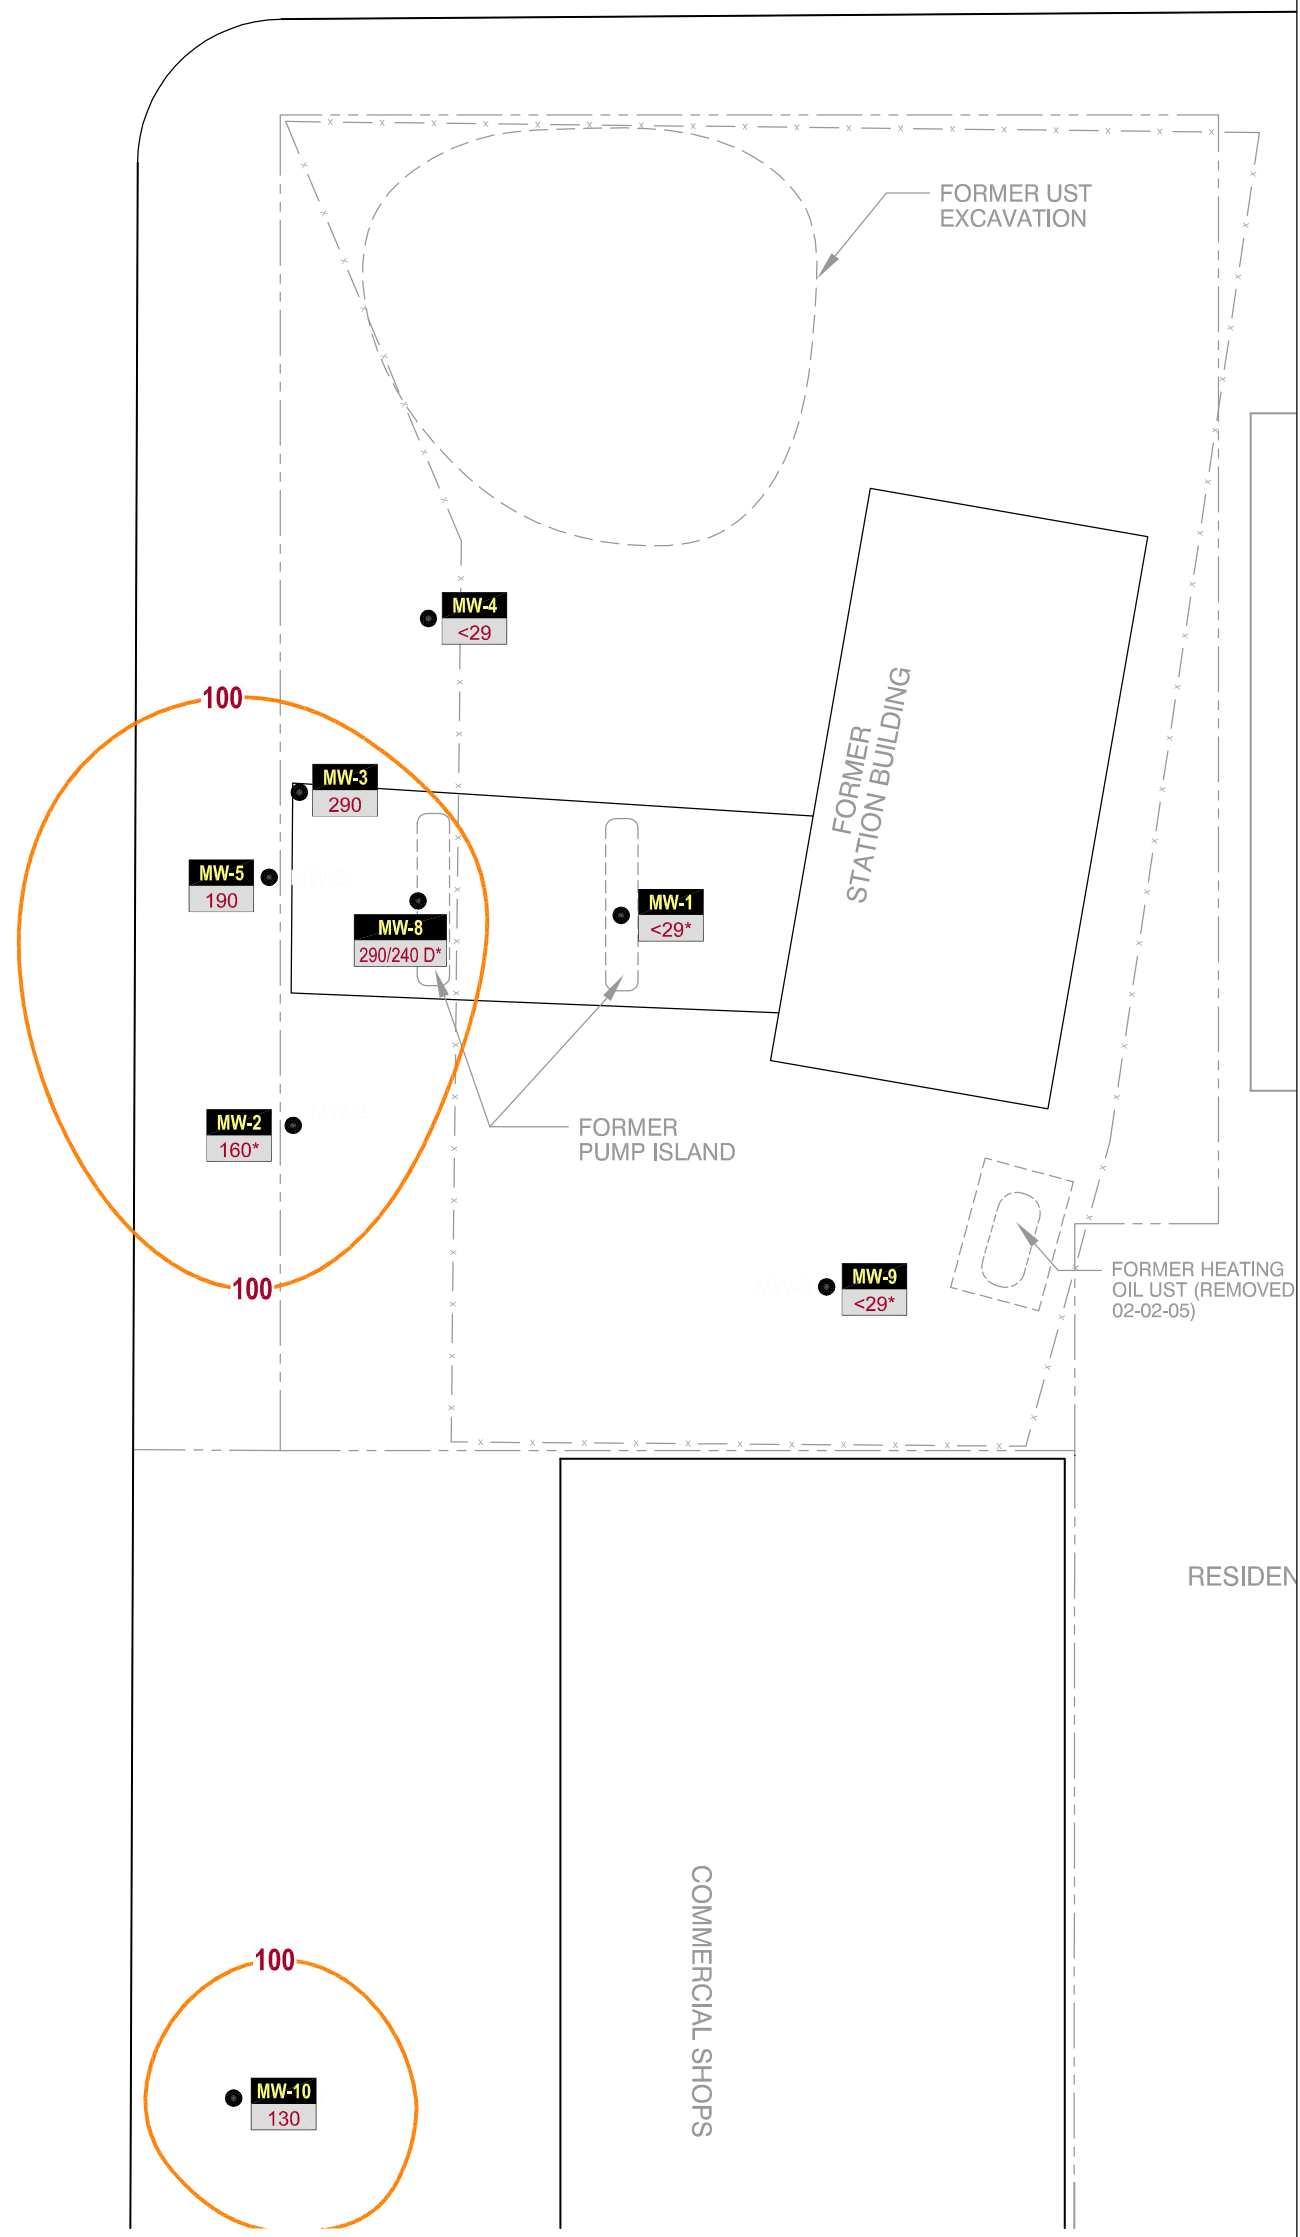 FORMER UST
EXCAVATION
MW-4
<29
100
FORMER
STATION BUILDING
MW-3
290
MW-5
190
MW-8
290/240 D*
MW-1
<29*
MW-2
160*
FORMER
PUMP ISLAND
MW-9
<29*
FORMER HEATING
OIL UST (REMOVED
02-02-05)
100
RESIDEN
COMMERCIAL SHOPS
100
MW-10
130